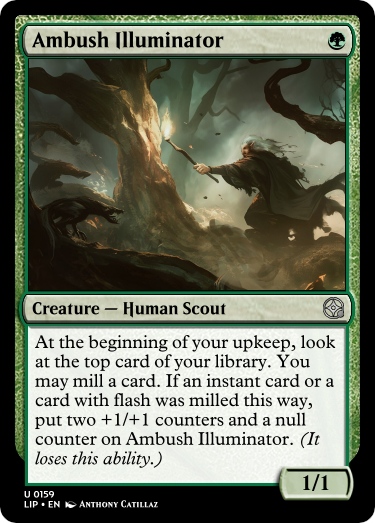 Ambush Illuminator
Creature — Human Scout
At the beginning of your upkeep, look
at the top card of your library. You
may mill a card. If an instant card or a
card with flash was milled this way,
put two +1/+1 counters and a null
counter on Ambush Illuminator. (It
loses this ability.)
1/1
U 0159
LIP • EN Anthony Catillaz